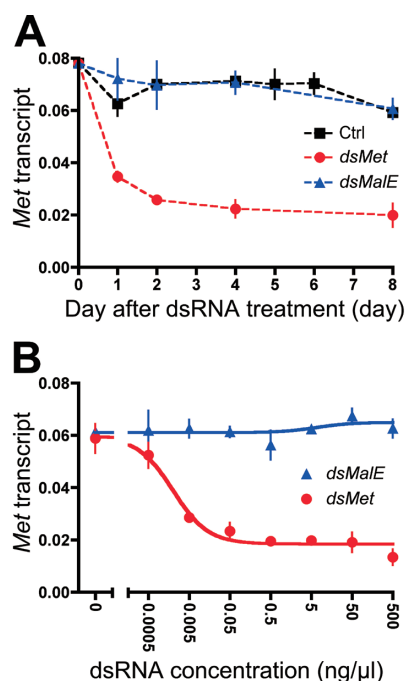 A
0.08
0.06
0.04
0.02
0.00
Met transcript
Ctrl
dsMet
dsMalE
0 1 2 3 4 5 6 7 8
Day after dsRNA treatment (day)
B
0.08
0.06
0.04
0.02
0.00
Met transcript
dsMalE
dsMet
0 0.0005 0.005 0.05 0.5 5 50 500
dsRNA concentration (ng/µl)